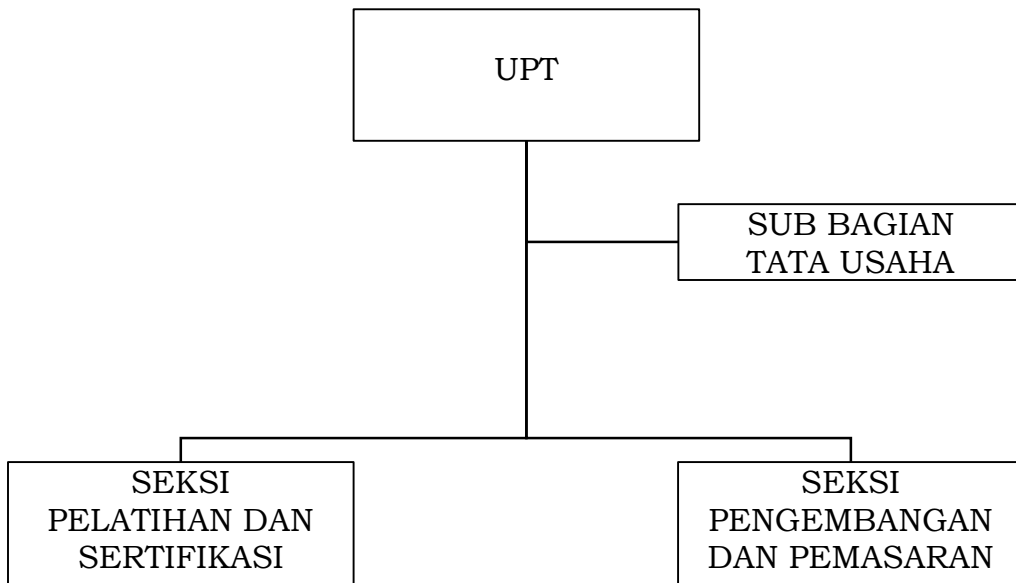 UPT
SUB BAGIAN
TATA USAHA
SEKSI
PELATIHAN DAN
SERTIFIKASI
SEKSI
PENGEMBANGAN
DAN PEMASARAN